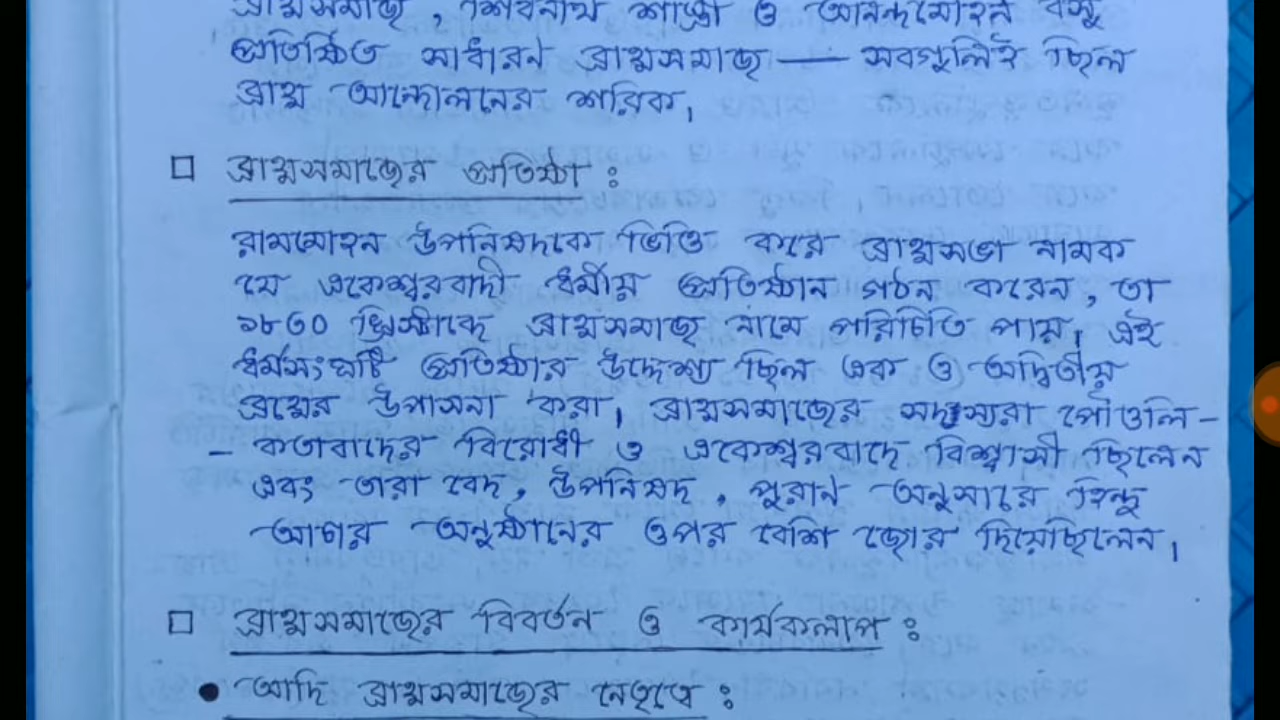 ব্রাহ্মসমাজ, শিবনাথ শাস্ত্রী ও আনন্দমোহন বসু
প্রতিষ্ঠিত সাধারণ ব্রাহ্মসমাজ — সবগুলিই ছিল
ব্রাহ্ম আন্দোলনের শরিক।
□ ব্রাহ্মসমাজের প্রতিষ্ঠা :
রামমোহন উপনিষদকে ভিত্তি করে ব্রাহ্মসভা নামক
যে একেশ্বরবাদী ধর্মীয় প্রতিষ্ঠান গঠন করেন, তা
১৮৩০ খ্রিস্টাব্দে ব্রাহ্মসমাজ নামে পরিচিতি পায়। এই
ধর্মসংঘটি প্রতিষ্ঠার উদ্দেশ্য ছিল এক ও অদ্বিতীয়
ব্রহ্মের উপাসনা করা। ব্রাহ্মসমাজের সদস্যরা পৌত্তলি-
- কতাবাদের বিরোধী ও একেশ্বরবাদে বিশ্বাসী ছিলেন
এবং তারা বেদ, উপনিষদ, পুরাণ অনুসারে হিন্দু
আচার অনুষ্ঠানের ওপর বেশি জোর দিয়েছিলেন।
□ ব্রাহ্মসমাজের বিবর্তন ও কার্যকলাপ :
• আদি ব্রাহ্মসমাজের নেতৃত্বে :